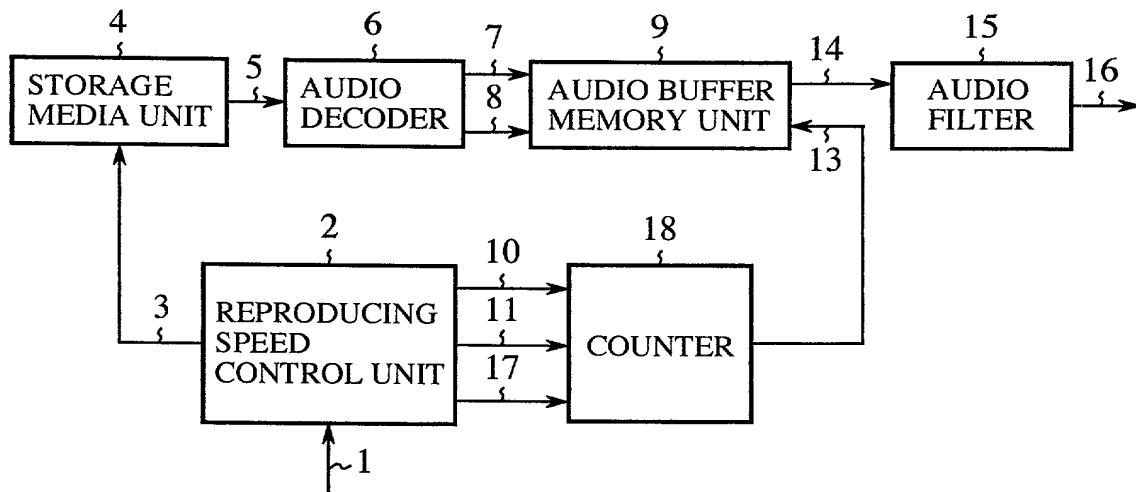 4
6
7
9
14
15
16
5
8
STORAGE
MEDIA UNIT
AUDIO
DECODER
AUDIO BUFFER
MEMORY UNIT
AUDIO
FILTER
13
2
10
18
3
11
17
REPRODUCING
SPEED
CONTROL UNIT
COUNTER
1